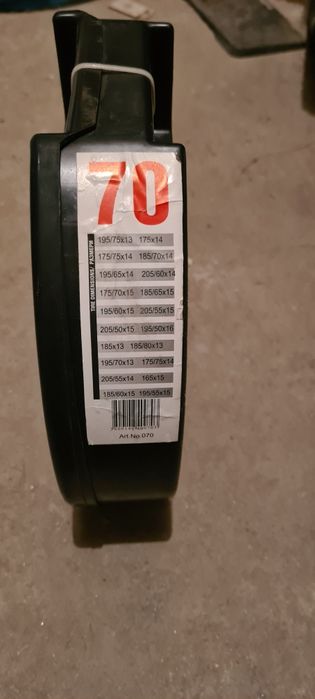 70
TIRE DIMENSIONS/ РАЗМЕРИ
195/75x13 175x14
175/75x14 185/70x14
195/65x14 205/60x14
175/70x15 185/65x15
195/60x15 205/55x15
205/50x15 195/50x16
185x13 185/80x13
195/70x13 175/75x14
205/55x14 165x15
185/60x15 195/55x15
Art.No.070